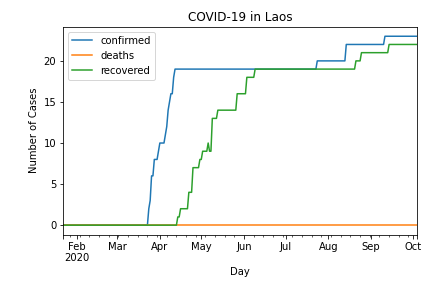 COVID-19 in Laos
confirmed
deaths
recovered
Number of Cases
20
15
10
5
0
Feb Mar Apr May Jun Jul Aug Sep Oct
2020
Day